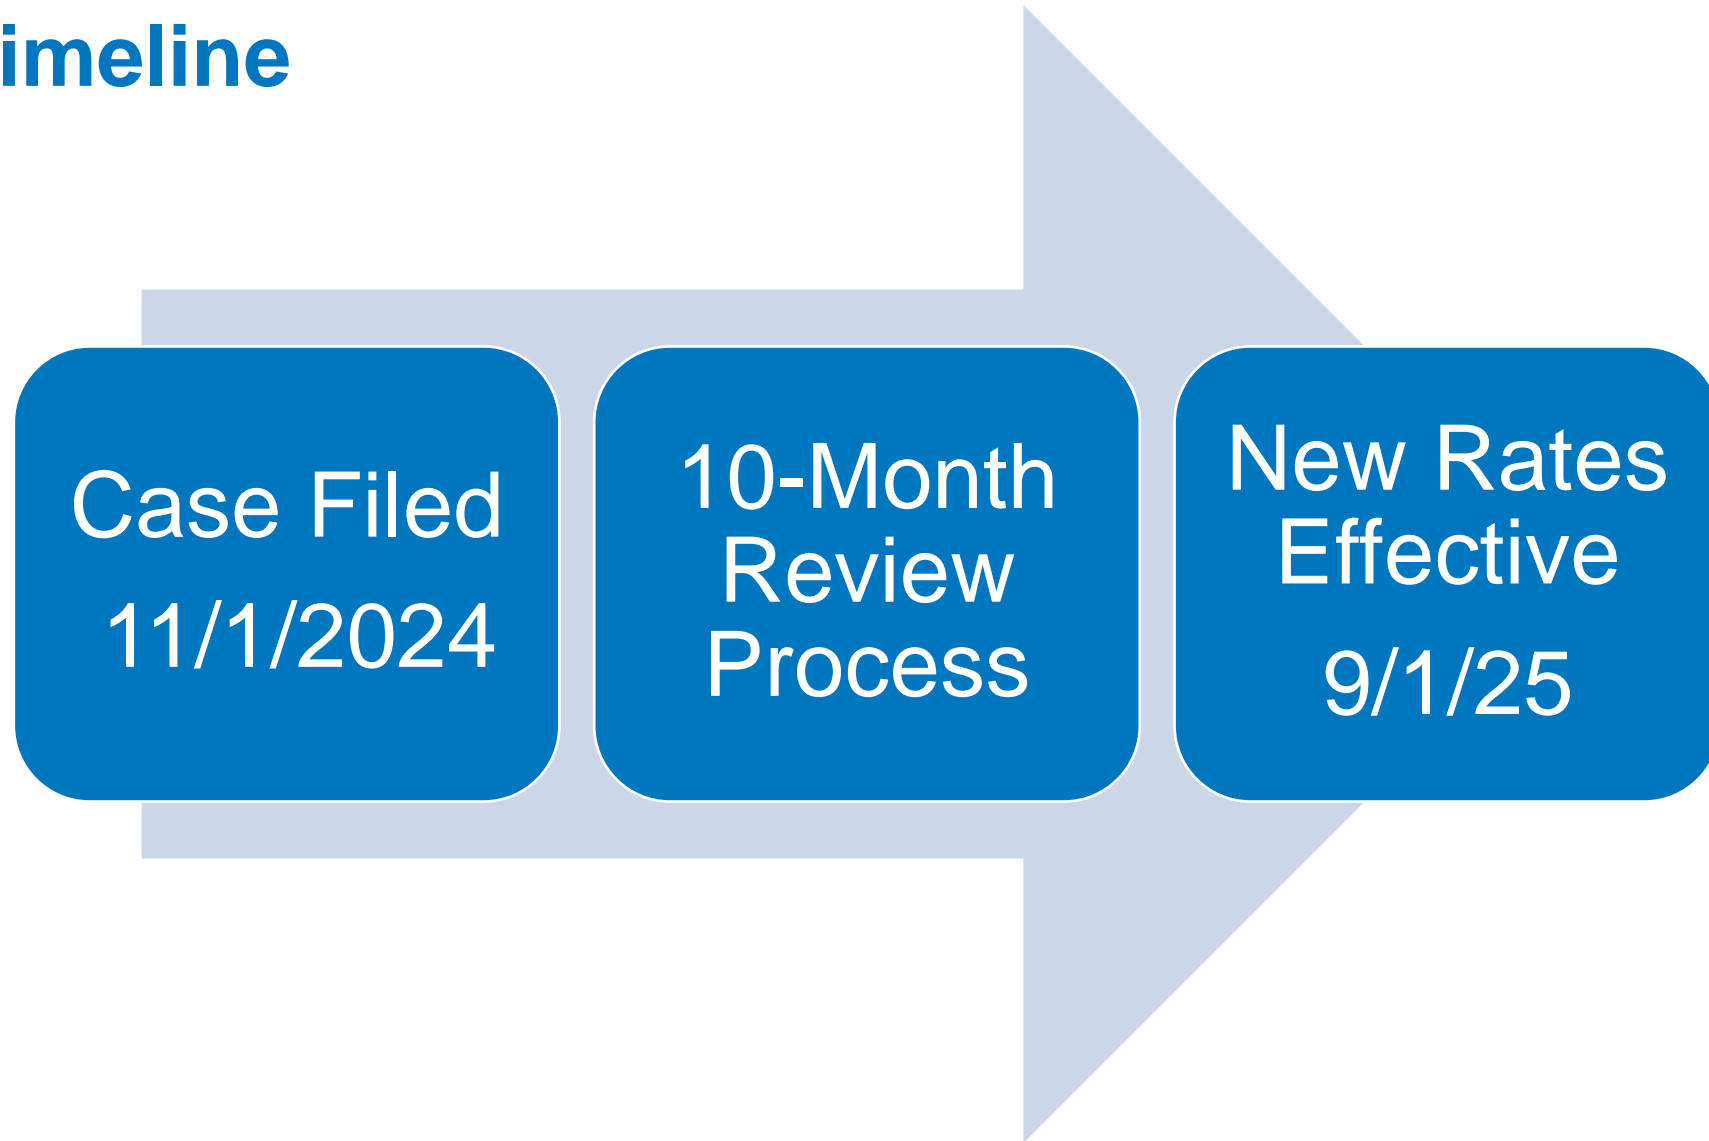 imeline
Case Filed
11/1/2024
10-Month
Review
Process
New Rates
Effective
9/1/25